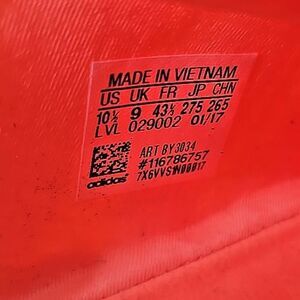 MADE IN VIETNAM
US UK FR JP CHN
10½ 9 43⅓ 275 265
LVL 029002 01/17
ART BY3034
#116786757
7X6VVS1N00017
adidas